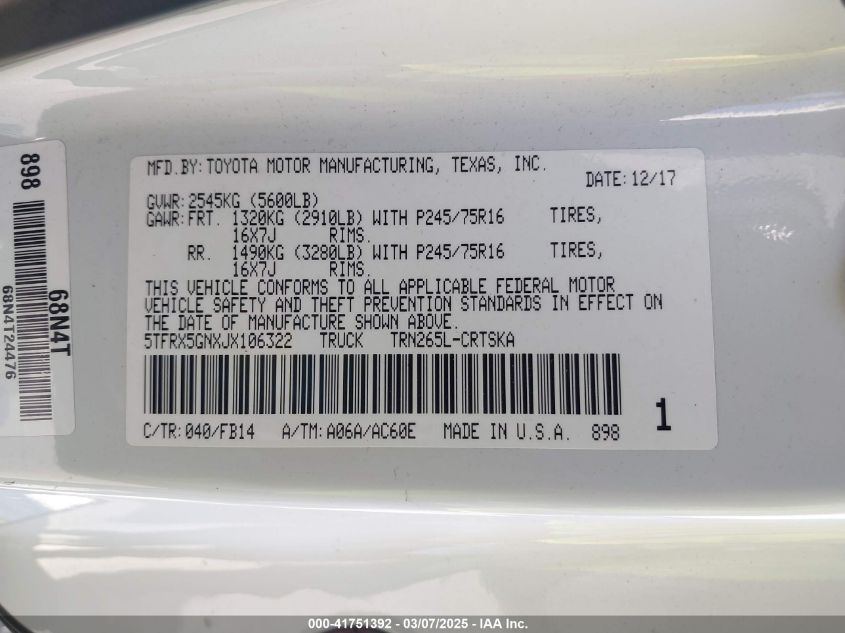 MFD.BY:TOYOTA MOTOR MANUFACTURING, TEXAS, INC.
DATE:12/17
GVWR:2545KG (5600LB)
GAWR:FRT. 1320KG (2910LB) WITH P245/75R16 TIRES,
16X7J RIMS.
RR. 1490KG (3280LB) WITH P245/75R16 TIRES,
16X7J RIMS.
THIS VEHICLE CONFORMS TO ALL APPLICABLE FEDERAL MOTOR
VEHICLE SAFETY AND THEFT PREVENTION STANDARDS IN EFFECT ON
THE DATE OF MANUFACTURE SHOWN ABOVE.
5TFRX5GNXJX106322 TRUCK TRN265L-CRTSKA
C/TR:040/FB14 A/TM:A06A/AC60E MADE IN U.S.A. 898
1
898
68N4T
68N4T24476
000-41751392 — 03/07/2025 — IAA Inc.